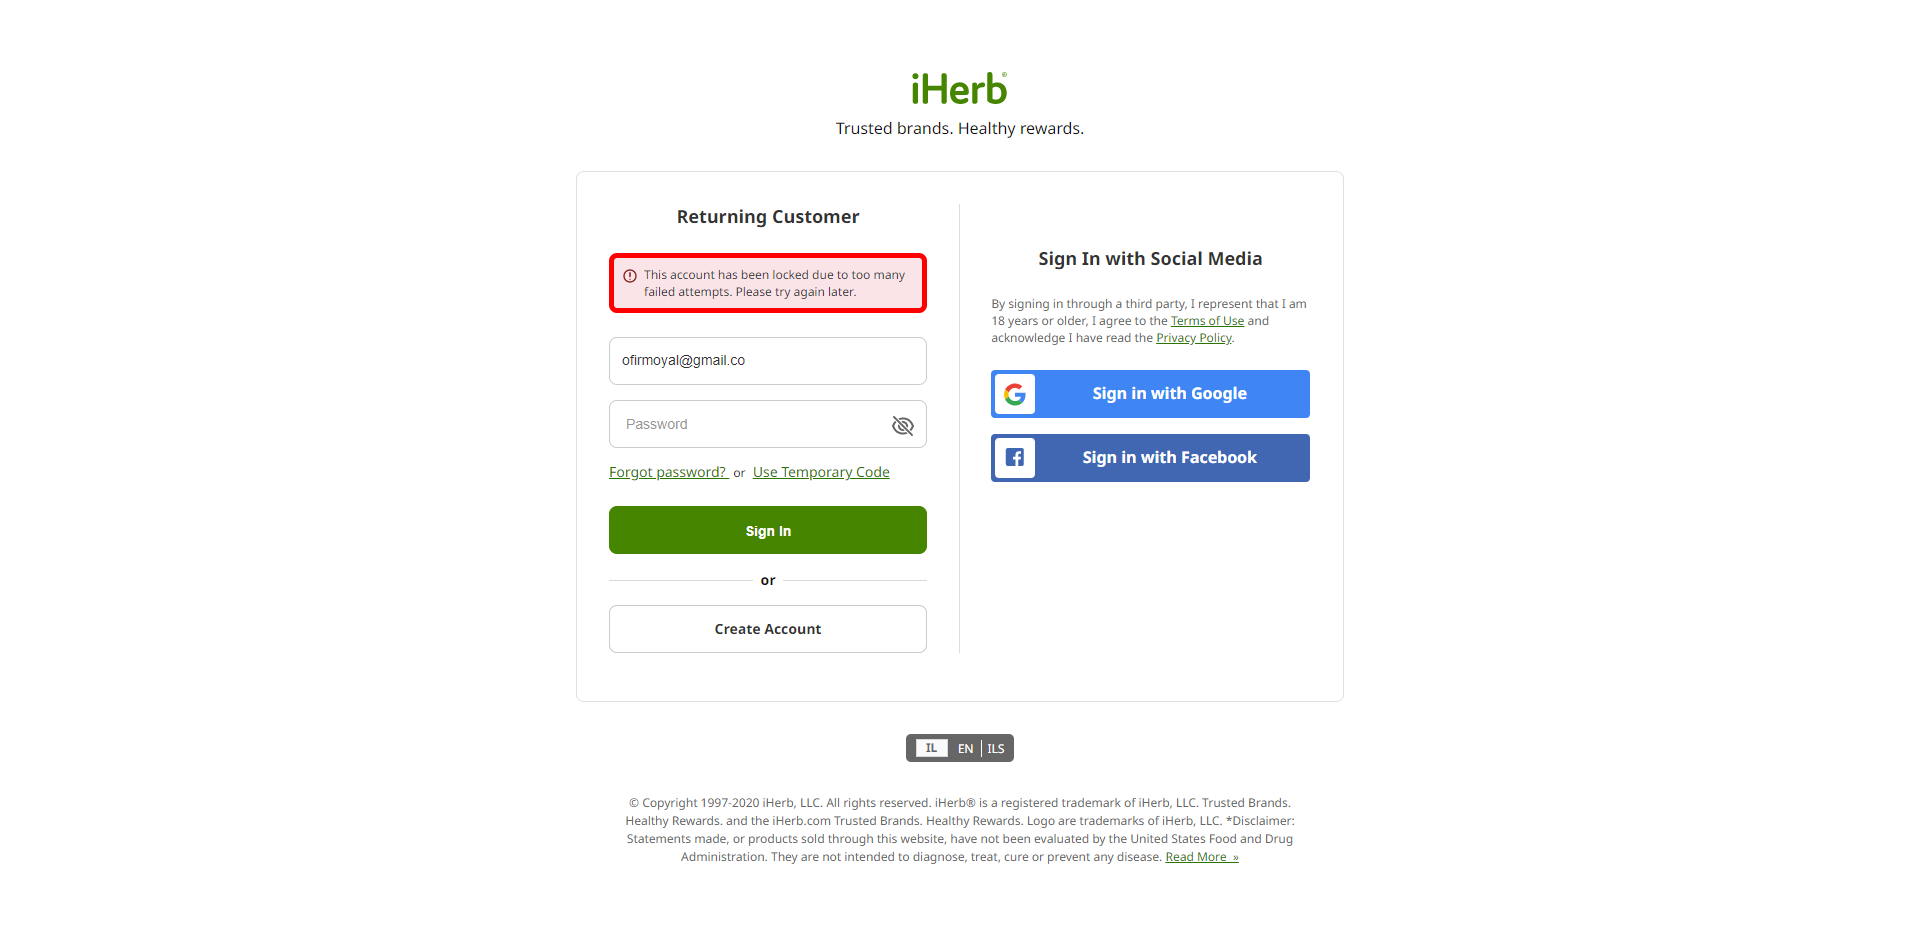 iHerb®
Trusted brands. Healthy rewards.
Returning Customer
This account has been locked due to too many
failed attempts. Please try again later.
ofirmoyal@gmail.co
Password
Forgot password? or Use Temporary Code
Sign In
or
Create Account
Sign In with Social Media
By signing in through a third party, I represent that I am
18 years or older, I agree to the Terms of Use and
acknowledge I have read the Privacy Policy.
Sign in with Google
Sign in with Facebook
IL EN | ILS
© Copyright 1997-2020 iHerb, LLC. All rights reserved. iHerb® is a registered trademark of iHerb, LLC. Trusted Brands.
Healthy Rewards. and the iHerb.com Trusted Brands. Healthy Rewards. Logo are trademarks of iHerb, LLC. *Disclaimer:
Statements made, or products sold through this website, have not been evaluated by the United States Food and Drug
Administration. They are not intended to diagnose, treat, cure or prevent any disease. Read More »